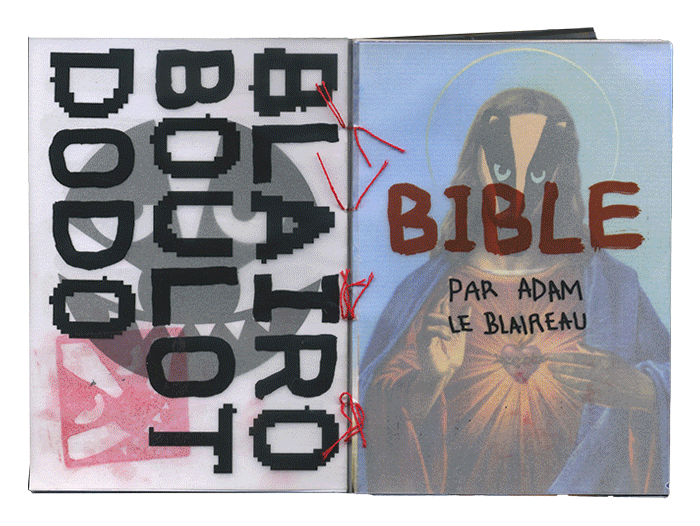 BLAIRO
BOULOT
DODO
BIBLE
PAR ADAM
LE BLAIREAU